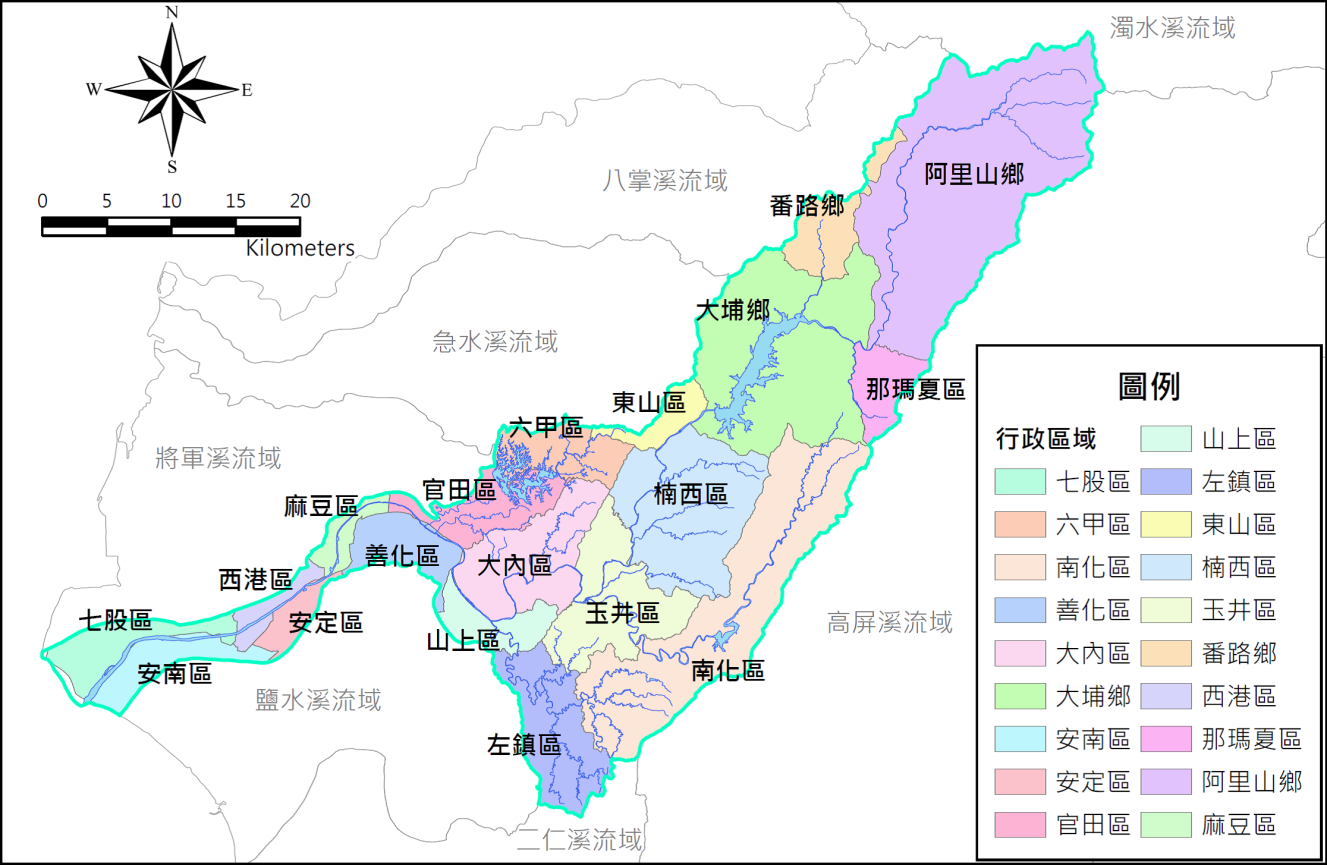 N
濁水溪流域
W
E
S
阿里山鄉
八掌溪流域
0 5 10 15 20
番路鄉
Kilometers
大埔鄉
急水溪流域
那瑪夏區
東山區
六甲區
將軍溪流域
官田區
楠西區
麻豆區
善化區
大內區
西港區
七股區
安定區
玉井區
高屏溪流域
山上區
安南區
南化區
鹽水溪流域
左鎮區
二仁溪流域
圖例
行政區域
山上區
七股區
左鎮區
六甲區
東山區
南化區
楠西區
善化區
玉井區
大內區
番路鄉
大埔鄉
西港區
安南區
那瑪夏區
安定區
阿里山鄉
官田區
麻豆區